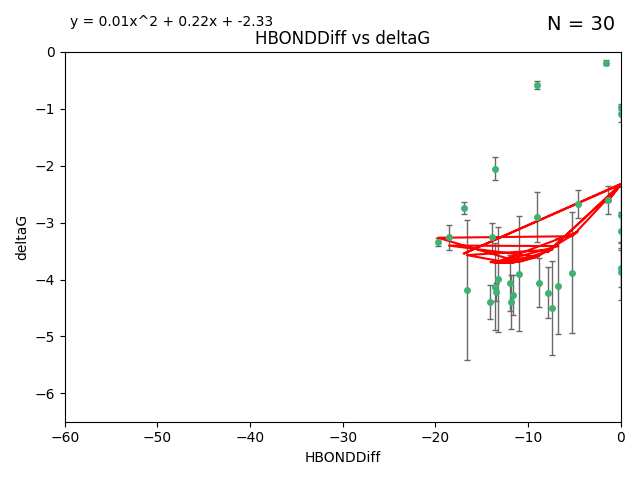 y = 0.01x^2 + 0.22x + -2.33
N = 30
HBONDDiff vs deltaG
0
−1
−2
−3
−4
−5
−6
deltaG
−60
−50
−40
−30
−20
−10
0
HBONDDiff